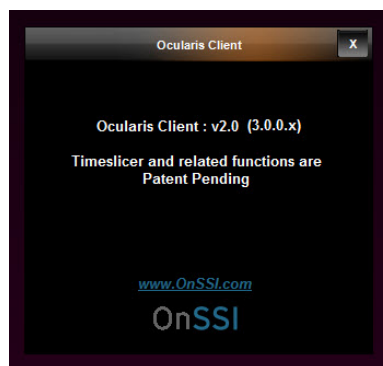 Ocularis Client
X
Ocularis Client : v2.0 (3.0.0.x)
Timeslicer and related functions are
Patent Pending
www.OnSSI.com
OnSSI